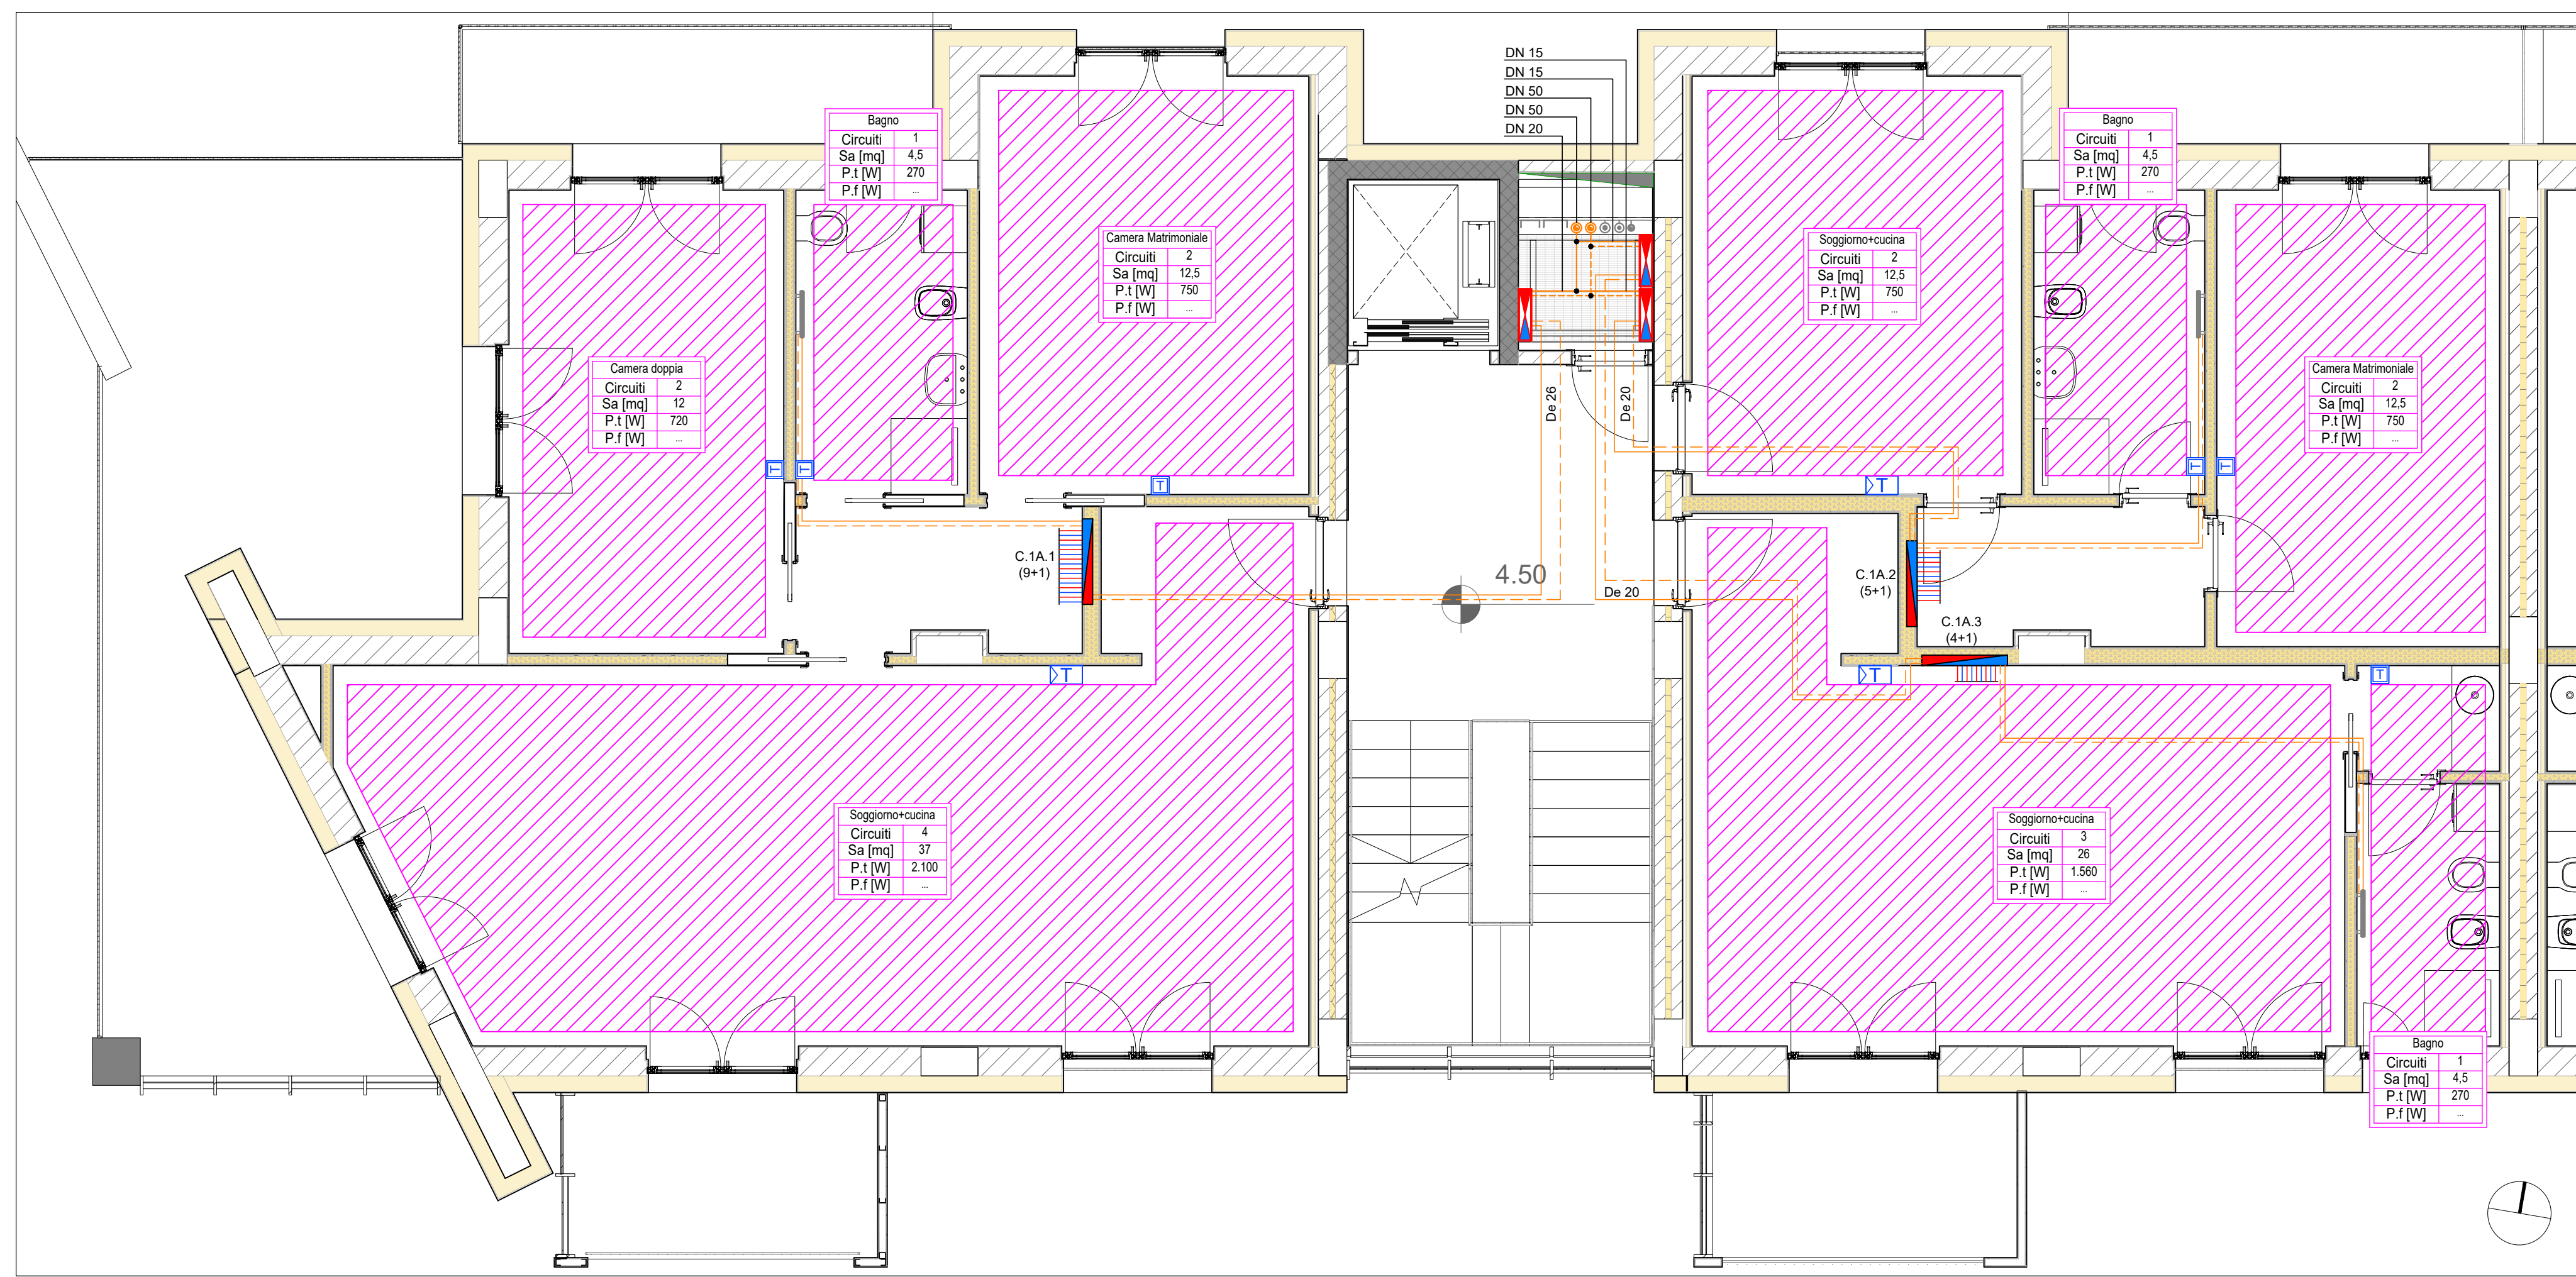 DN 15
DN 15
DN 50
DN 50
DN 20
Bagno
Circuiti 1
Sa [mq] 4,5
P.t [W] 270
P.f [W] ...
Bagno
Circuiti 1
Sa [mq] 4,5
P.t [W] 270
P.f [W] ...
Camera Matrimoniale
Circuiti 2
Sa [mq] 12,5
P.t [W] 750
P.f [W] ...
Soggiorno+cucina
Circuiti 2
Sa [mq] 12,5
P.t [W] 750
P.f [W] ...
Camera doppia
Circuiti 2
Sa [mq] 12
P.t [W] 720
P.f [W] ...
Camera Matrimoniale
Circuiti 2
Sa [mq] 12,5
P.t [W] 750
P.f [W] ...
De 26
De 20
T
T
T
T
T
T
C.1A.1
(9+1)
4.50
De 20
C.1A.2
(5+1)
C.1A.3
(4+1)
T
T
T
Soggiorno+cucina
Circuiti 4
Sa [mq] 37
P.t [W] 2.100
P.f [W] ...
Soggiorno+cucina
Circuiti 3
Sa [mq] 26
P.t [W] 1.560
P.f [W] ...
Bagno
Circuiti 1
Sa [mq] 4,5
P.t [W] 270
P.f [W] ...